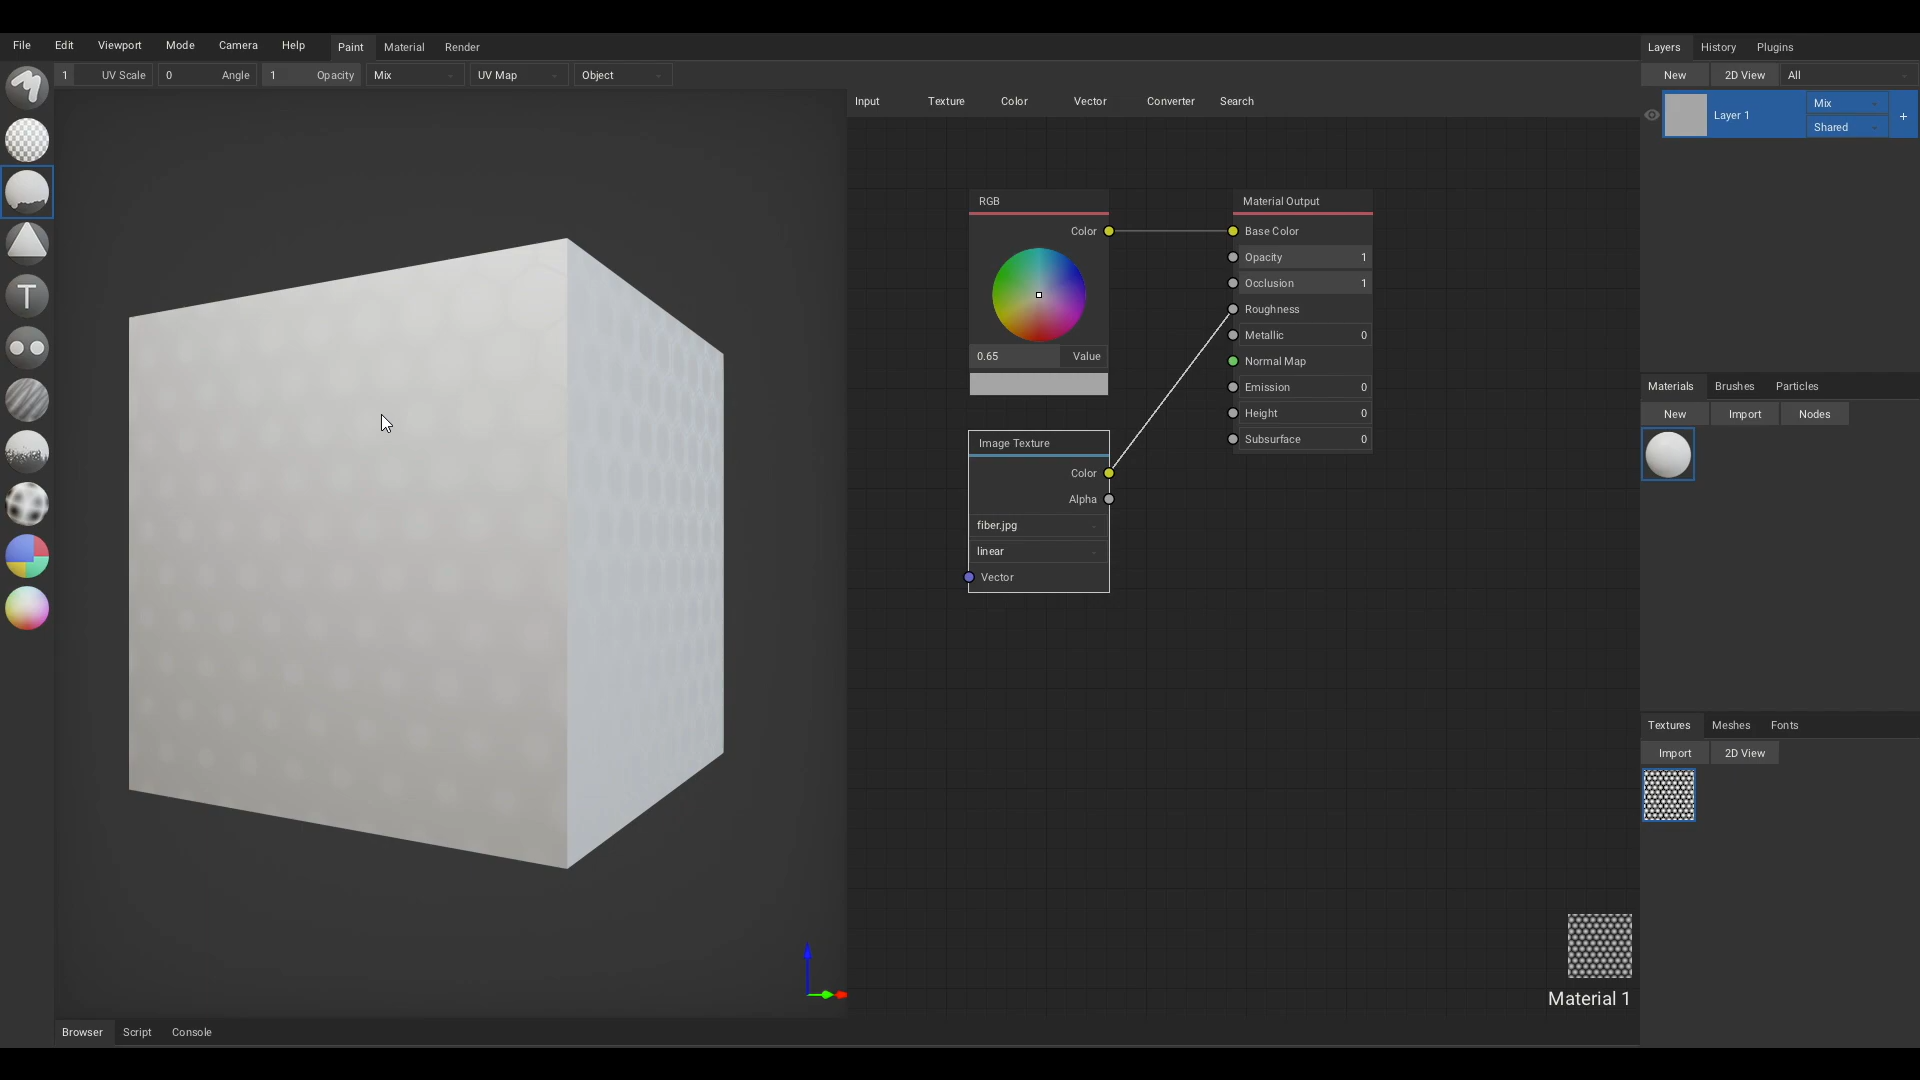 File Edit Viewport Mode Camera Help Paint Material Render
1 UV Scale 0 Angle 1 Opacity Mix UV Map Object
T
Input Texture Color Vector Converter Search
RGB
Color
0.65 Value
Image Texture
Color
Alpha
fiber.jpg
linear
Vector
Material Output
Base Color
Opacity 1
Occlusion 1
Roughness
Metallic 0
Normal Map
Emission 0
Height 0
Subsurface 0
Material 1
Layers History Plugins
New 2D View All
Layer 1 Mix
Shared
+
Materials Brushes Particles
New Import Nodes
Textures Meshes Fonts
Import 2D View
Browser Script Console